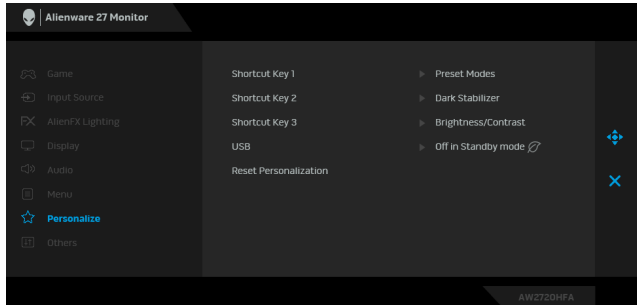 Alienware 27 Monitor
Game
Input Source
AlienFX Lighting
Display
Audio
Menu
Personalize
Others
Shortcut Key 1 Preset Modes
Shortcut Key 2 Dark Stabilizer
Shortcut Key 3 Brightness/Contrast
USB Off in Standby mode
Reset Personalization
AW2720HFA